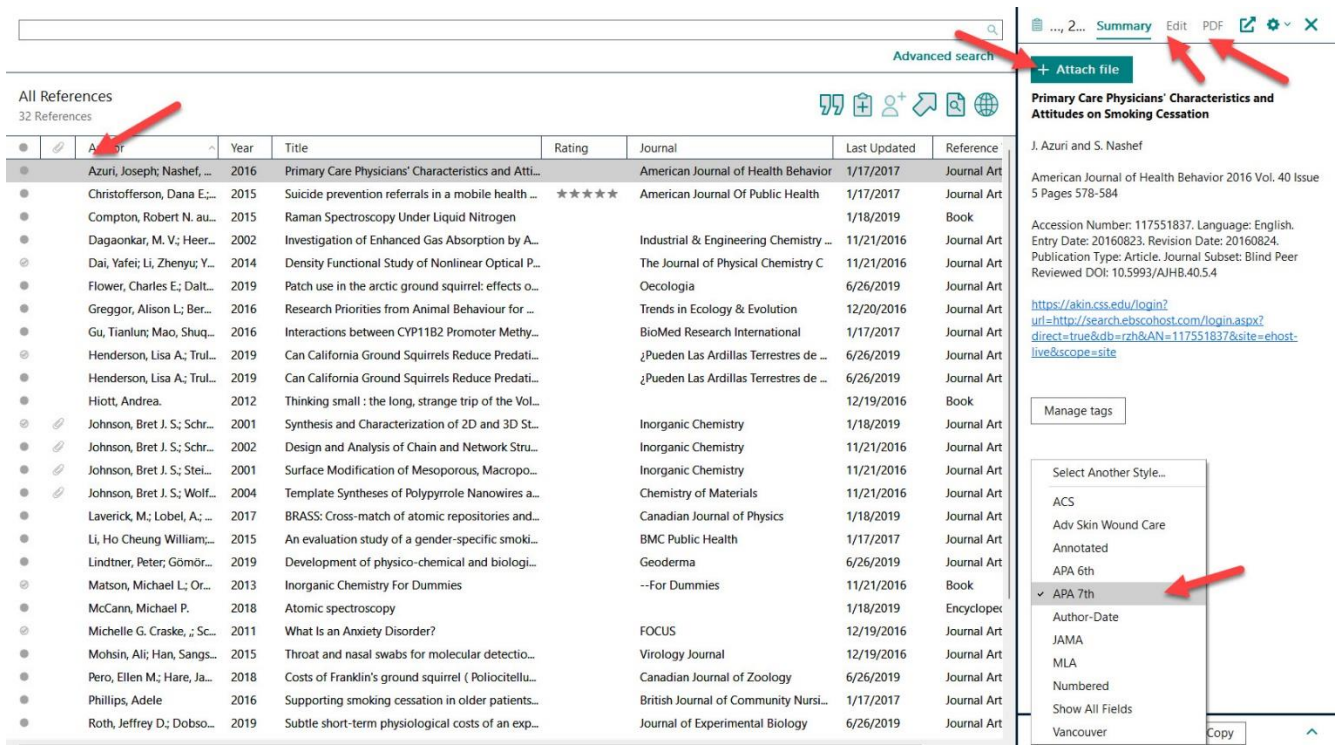 Advanced search
All References
32 References
Year Title Rating Journal Last Updated Reference
Azuri, Joseph; Nashef, ... 2016 Primary Care Physicians' Characteristics and Atti... American Journal of Health Behavior 1/17/2017 Journal Art
Christofferson, Dana E.;... 2015 Suicide prevention referrals in a mobile health ... ★★★★★ American Journal Of Public Health 1/17/2017 Journal Art
Compton, Robert N. au... 2015 Raman Spectroscopy Under Liquid Nitrogen 1/18/2019 Book
Dagaonkar, M. V.; Heer... 2002 Investigation of Enhanced Gas Absorption by A... Industrial & Engineering Chemistry ... 11/21/2016 Journal Art
Dai, Yafei; Li, Zhenyu; Y... 2014 Density Functional Study of Nonlinear Optical P... The Journal of Physical Chemistry C 11/21/2016 Journal Art
Flower, Charles E.; Dalt... 2019 Patch use in the arctic ground squirrel: effects o... Oecologia 6/26/2019 Journal Art
Greggor, Alison L.; Ber... 2016 Research Priorities from Animal Behaviour for ... Trends in Ecology & Evolution 12/20/2016 Journal Art
Gu, Tianlun; Mao, Shuq... 2016 Interactions between CYP11B2 Promoter Methy... BioMed Research International 1/17/2017 Journal Art
Henderson, Lisa A.; Trul... 2019 Can California Ground Squirrels Reduce Predati... ¿Pueden Las Ardillas Terrestres de ... 6/26/2019 Journal Art
Henderson, Lisa A.; Trul... 2019 Can California Ground Squirrels Reduce Predati... ¿Pueden Las Ardillas Terrestres de ... 6/26/2019 Journal Art
Hiott, Andrea. 2012 Thinking small : the long, strange trip of the Vol... 12/19/2016 Book
Johnson, Bret J. S.; Schr... 2001 Synthesis and Characterization of 2D and 3D St... Inorganic Chemistry 1/18/2019 Journal Art
Johnson, Bret J. S.; Schr... 2002 Design and Analysis of Chain and Network Stru... Inorganic Chemistry 11/21/2016 Journal Art
Johnson, Bret J. S.; Stei... 2001 Surface Modification of Mesoporous, Macropo... Inorganic Chemistry 11/21/2016 Journal Art
Johnson, Bret J. S.; Wolf... 2004 Template Syntheses of Polypyrrole Nanowires a... Chemistry of Materials 11/21/2016 Journal Art
Laverick, M.; Lobel, A.; ... 2017 BRASS: Cross-match of atomic repositories and... Canadian Journal of Physics 1/18/2019 Journal Art
Li, Ho Cheung William;... 2015 An evaluation study of a gender-specific smoki... BMC Public Health 1/17/2017 Journal Art
Lindtner, Peter; Gömör... 2019 Development of physico-chemical and biologi... Geoderma 6/26/2019 Journal Art
Matson, Michael L.; Or... 2013 Inorganic Chemistry For Dummies --For Dummies 11/21/2016 Book
McCann, Michael P. 2018 Atomic spectroscopy 1/18/2019 Encycloped
Michelle G. Craske, ,; Sc... 2011 What Is an Anxiety Disorder? FOCUS 12/19/2016 Journal Art
Mohsin, Ali; Han, Sangs... 2015 Throat and nasal swabs for molecular detectio... Virology Journal 12/19/2016 Journal Art
Pero, Ellen M.; Hare, Ja... 2018 Costs of Franklin's ground squirrel ( Poliocitellu... Canadian Journal of Zoology 6/26/2019 Journal Art
Phillips, Adele 2016 Supporting smoking cessation in older patients... British Journal of Community Nursi... 1/17/2017 Journal Art
Roth, Jeffrey D.; Dobso... 2019 Subtle short-term physiological costs of an exp... Journal of Experimental Biology 6/26/2019 Journal Art
..., 2... Summary Edit PDF
+ Attach file
Primary Care Physicians' Characteristics and
Attitudes on Smoking Cessation
J. Azuri and S. Nashef
American Journal of Health Behavior 2016 Vol. 40 Issue
5 Pages 578-584
Accession Number: 117551837. Language: English.
Entry Date: 20160823. Revision Date: 20160824.
Publication Type: Article. Journal Subset: Blind Peer
Reviewed DOI: 10.5993/AJHB.40.5.4
https://akin.css.edu/login?
url=http://search.ebscohost.com/login.aspx?
direct=true&db=rzh&AN=117551837&site=ehost-
live&scope=site
Manage tags
Select Another Style...
ACS
Adv Skin Wound Care
Annotated
APA 6th
✓ APA 7th
Author-Date
JAMA
MLA
Numbered
Show All Fields
Vancouver
Copy